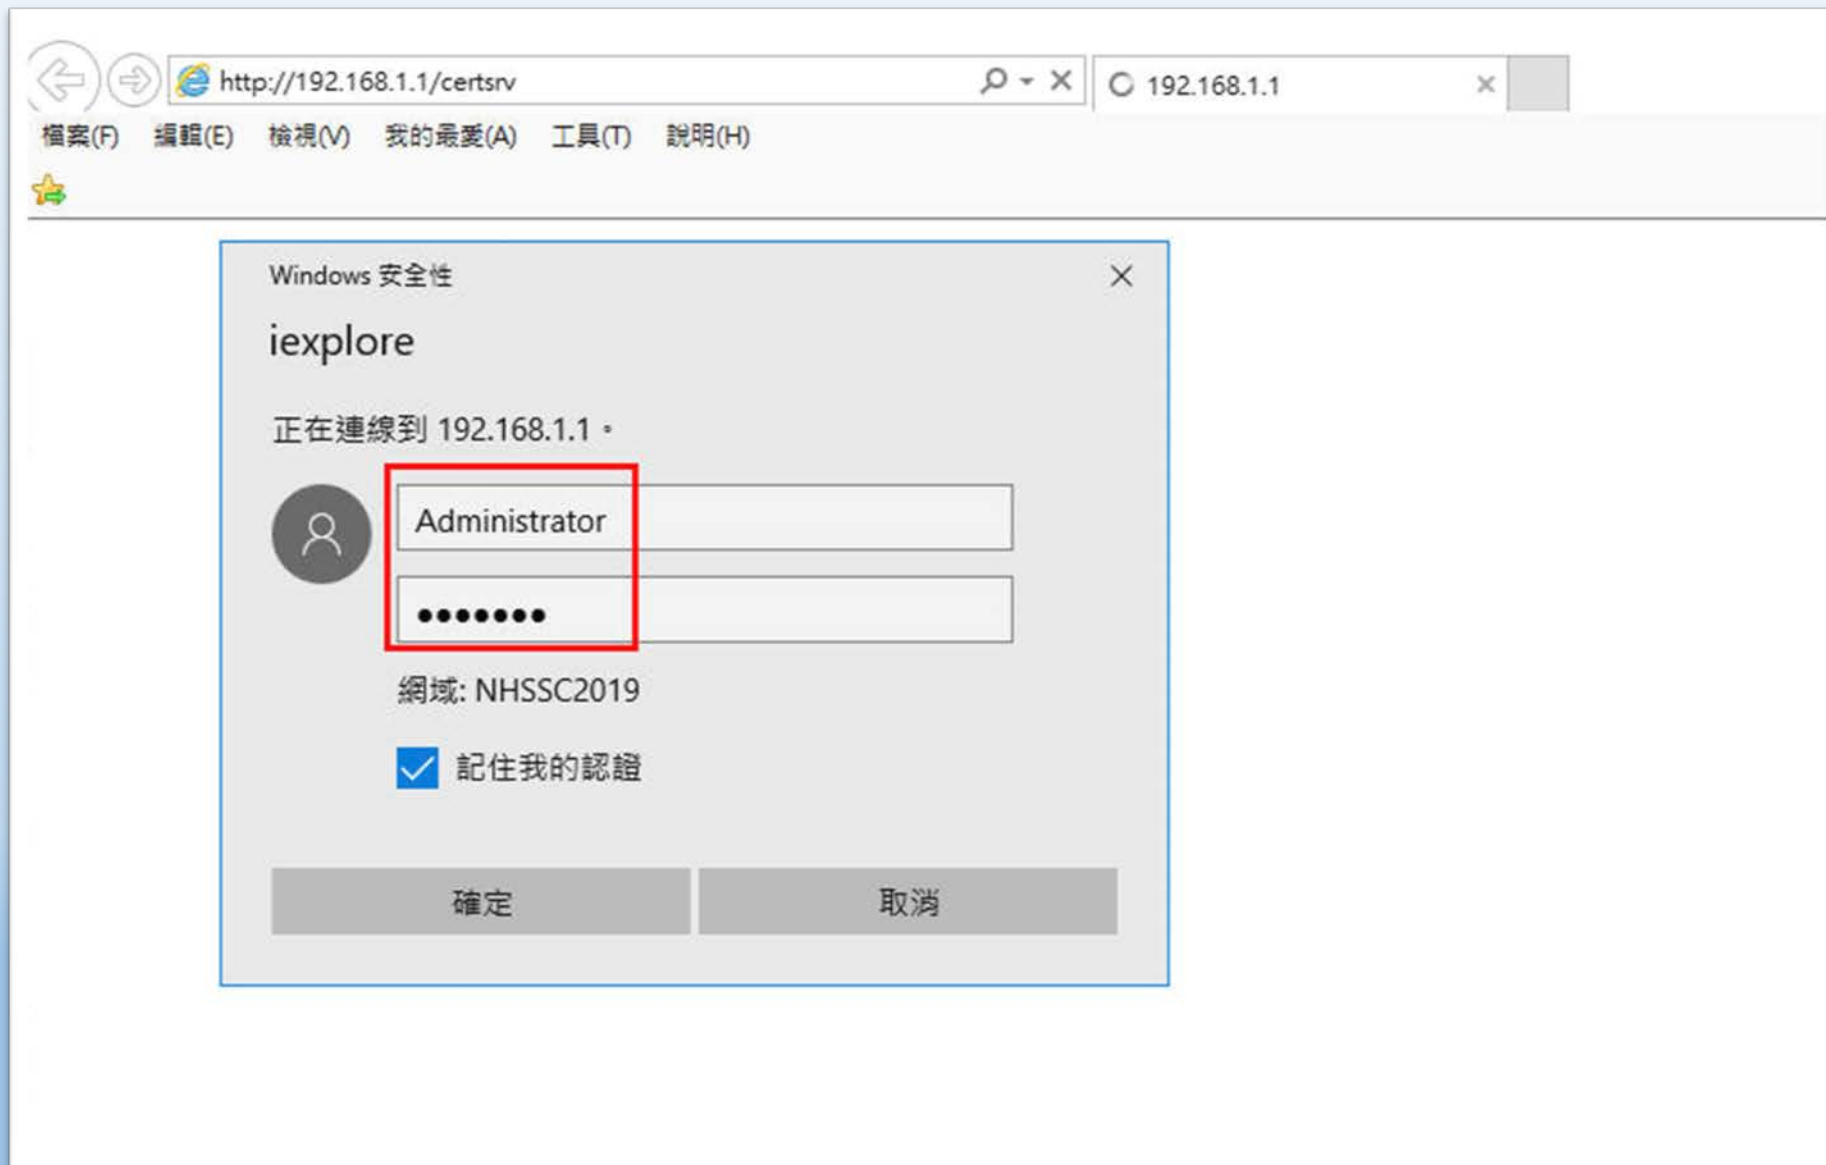 http://192.168.1.1/certsrv
192.168.1.1
檔案(F) 編輯(E) 檢視(V) 我的最愛(A) 工具(T) 說明(H)
Windows 安全性
iexplore
正在連線到 192.168.1.1。
Administrator
●●●●●●●
網域: NHSSC2019
記住我的認證
確定
取消